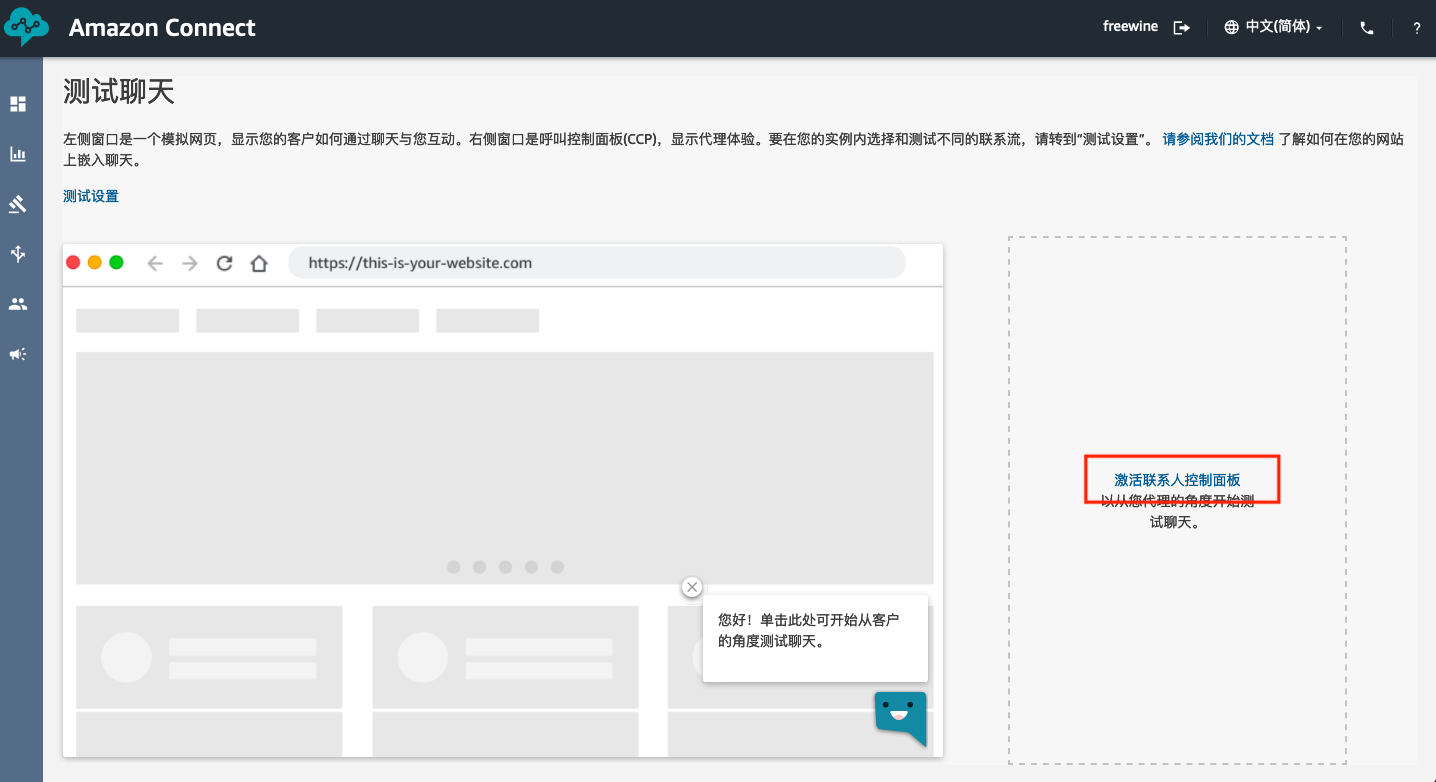 Amazon Connect
freewine
中文(简体)
?
测试聊天
左侧窗口是一个模拟网页，显示您的客户如何通过聊天与您互动。右侧窗口是呼叫控制面板(CCP)，显示代理体验。要在您的实例内选择和测试不同的联系流，请转到“测试设置”。 请参阅我们的文档 了解如何在您的网站
上嵌入聊天。
测试设置
https://this-is-your-website.com
激活联系人控制面板
以从您代理的角度开始测
试聊天。
您好！单击此处可开始从客户
的角度测试聊天。